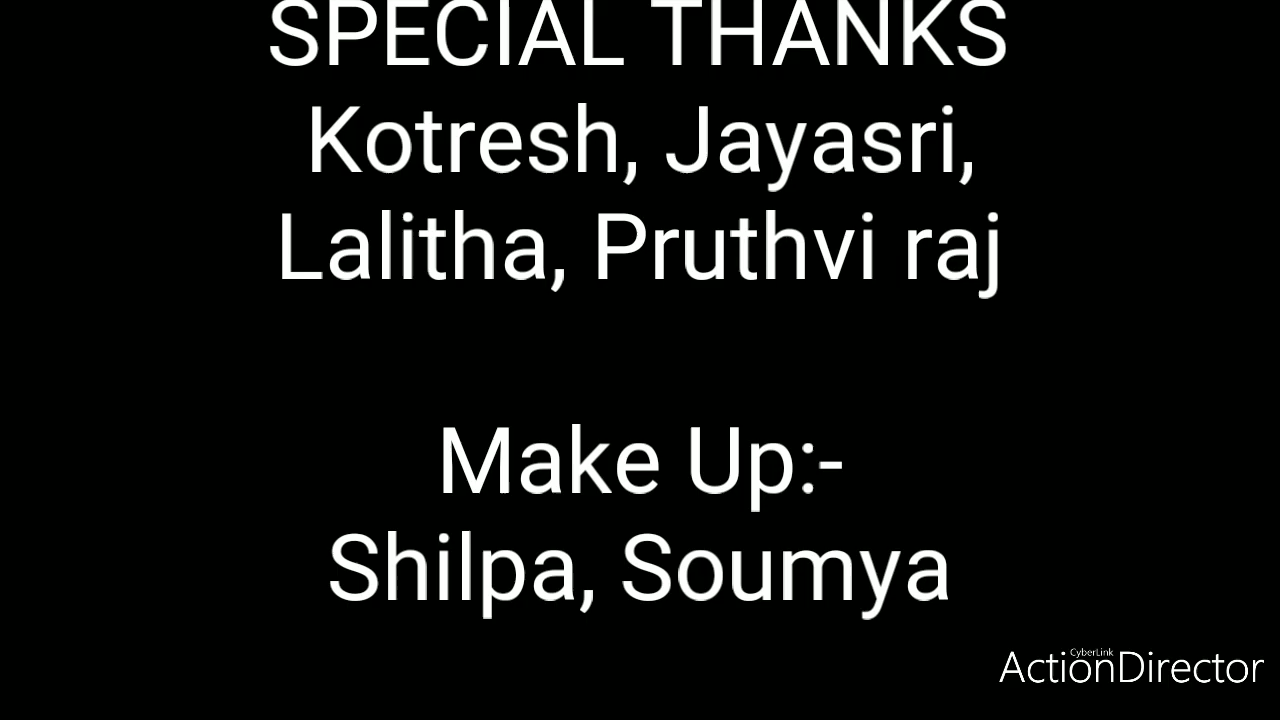 SPECIAL THANKS
Kotresh, Jayasri,
Lalitha, Pruthvi raj
Make Up:-
Shilpa, Soumya
CyberLink
ActionDirector